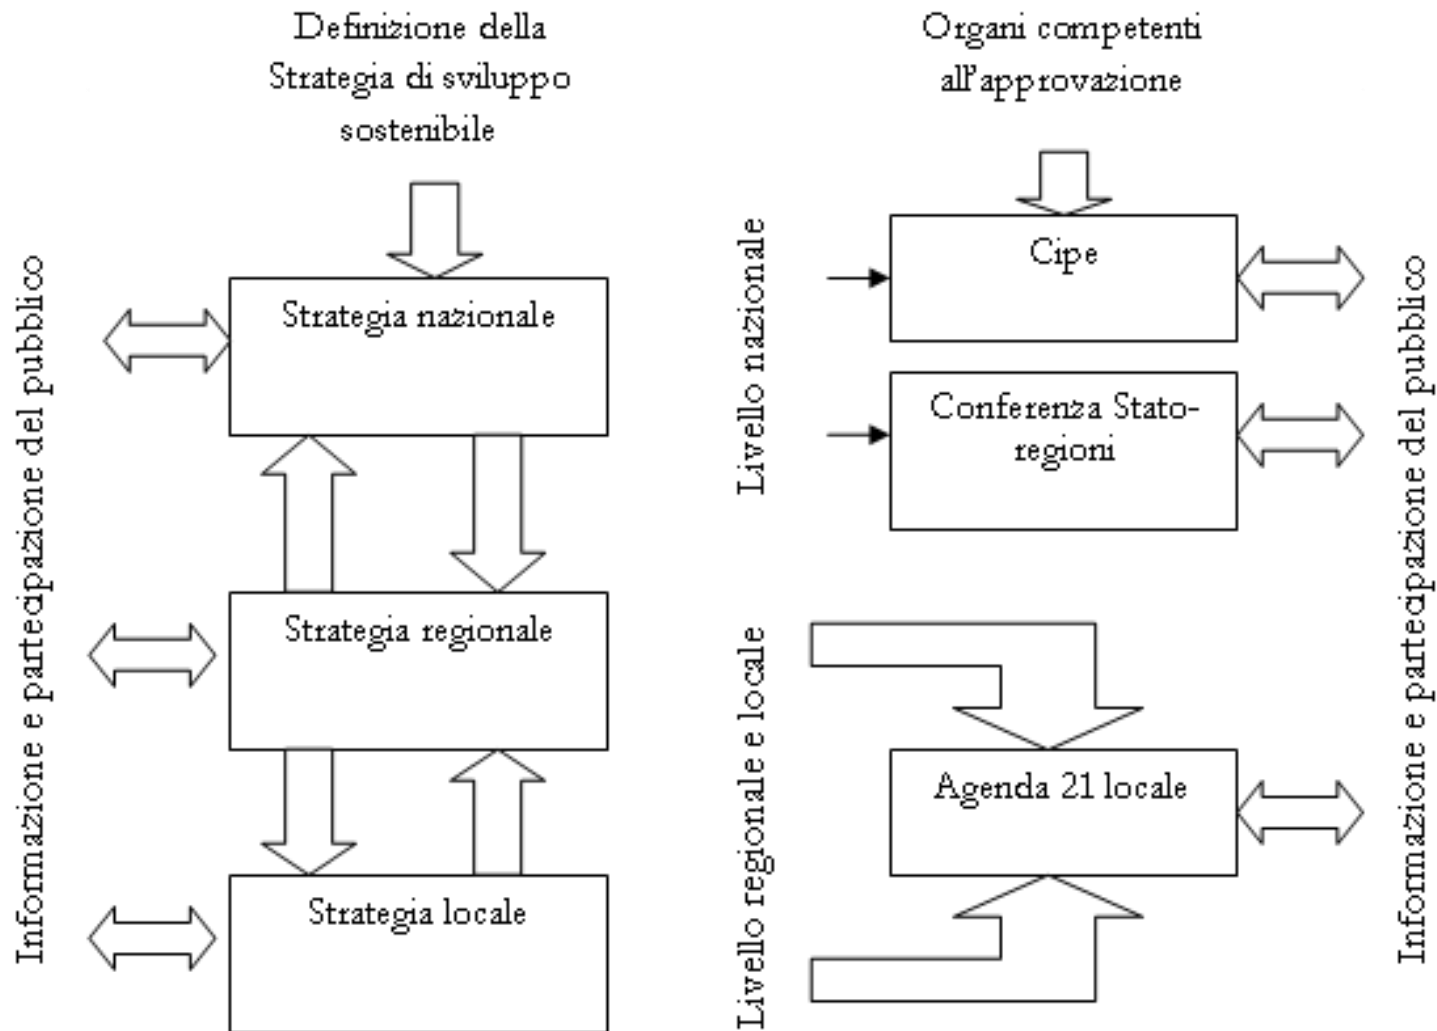 Definizione della
Strategia di sviluppo
sostenibile
Organi competenti
all'approvazione
Informazione e partecipazione del pubblico
Strategia nazionale
Strategia regionale
Strategia locale
Livello nazionale
Cipe
Conferenza Stato-
regioni
Livello regionale e locale
Agenda 21 locale
Informazione e partecipazione del pubblico